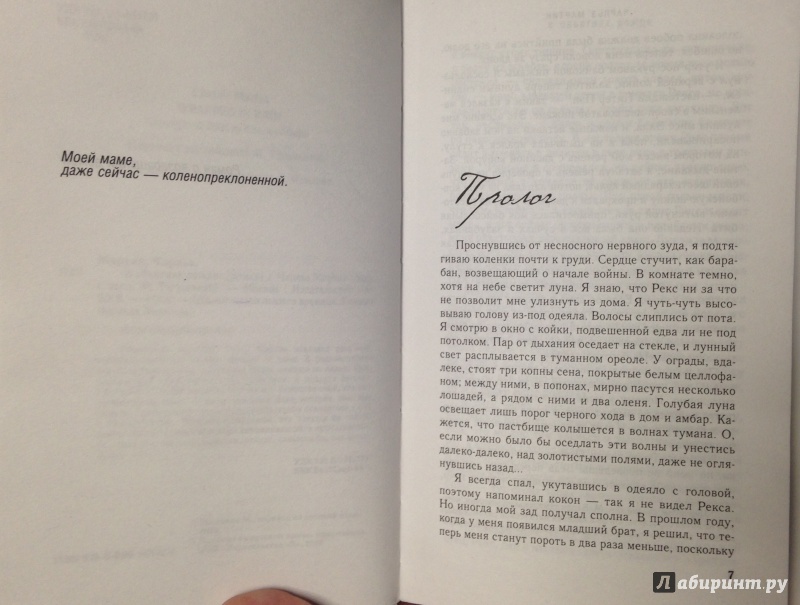 Моей маме,
даже сейчас — коленопреклоненной.
Пролог
Проснувшись от несносного нервного зуда, я подтя-
гиваю коленки почти к груди. Сердце стучит, как бара-
бан, возвещающий о начале войны. В комнате темно,
хотя на небе светит луна. Я знаю, что Рекс ни за что
не позволит мне улизнуть из дома. Я чуть-чуть высо-
вываю голову из-под одеяла. Волосы слиплись от пота.
Я смотрю в окно с койки, подвешенной едва ли не под
потолком. Пар от дыхания оседает на стекле, и лунный
свет расплывается в туманном ореоле. У ограды, вда-
леке, стоят три копны сена, покрытые белым целлофа-
ном; между ними, в попонах, мирно пасутся несколько
лошадей, а рядом с ними и два оленя. Голубая луна
освещает лишь порог черного хода в дом и амбар. Ка-
жется, что пастбище колышется в волнах тумана. О,
если можно было бы оседлать эти волны и унестись
далеко-далеко, над золотистыми полями, даже не огля-
нувшись назад...
Я всегда спал, укутавшись в одеяло с головой,
поэтому напоминал кокон — так я не видел Рекса.
Но иногда мой зад получал сполна. В прошлом году,
когда у меня появился младший брат, я решил, что те-
перь меня станут пороть в два раза меньше, поскольку
7
Лабиринт.ру